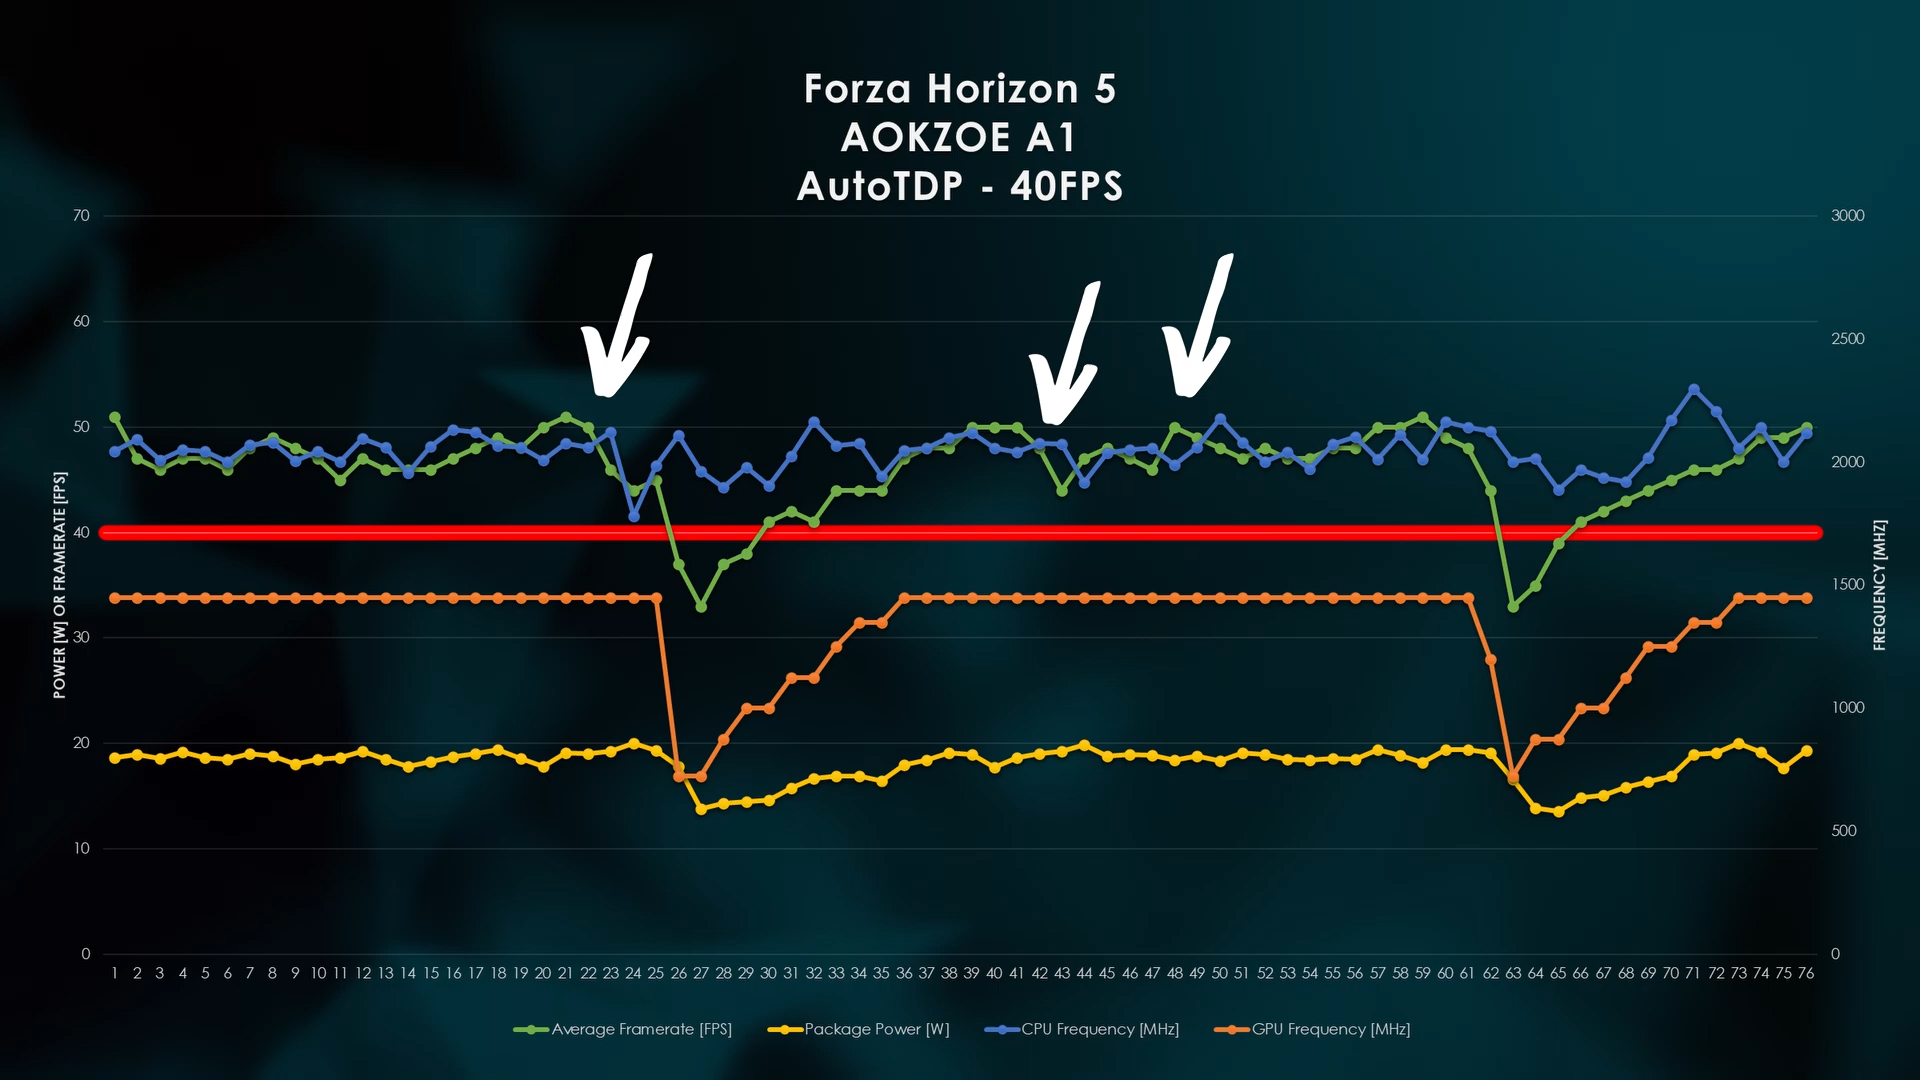 Forza Horizon 5
AOKZOE A1
AutoTDP - 40FPS
70
60
50
40
30
20
10
0
POWER [W] OR FRAMERATE [FPS]
3000
2500
2000
1500
1000
500
0
FREQUENCY [MHZ]
1 2 3 4 5 6 7 8 9 10 11 12 13 14 15 16 17 18 19 20 21 22 23 24 25 26 27 28 29 30 31 32 33 34 35 36 37 38 39 40 41 42 43 44 45 46 47 48 49 50 51 52 53 54 55 56 57 58 59 60 61 62 63 64 65 66 67 68 69 70 71 72 73 74 75 76
Average Framerate [FPS] Package Power [W] CPU Frequency [MHz] GPU Frequency [MHz]